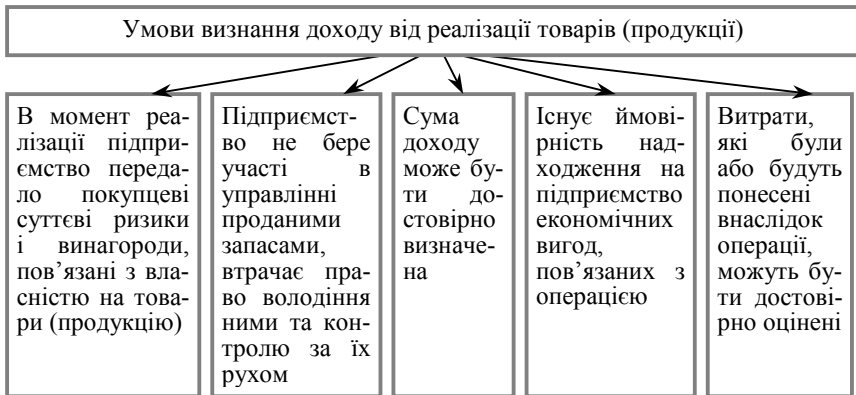 Умови визнання доходу від реалізації товарів (продукції)
В момент реа-
лізації підпри-
ємство переда-
ло покупцеві
суттєві ризики
і винагороди,
пов’язані з вла-
сністю на това-
ри (продукцію)
Підприємст-
во не бере
участі в
управлінні
проданими
запасами,
втрачає пра-
во володіння
ними та кон-
тролю за їх
рухом
Сума
доходу
може бу-
ти до-
стовірно
визначе-
на
Існує ймовір-
ність над-
ходження на
підприємство
економічних
вигод,
пов’язаних з
операцією
Витрати,
які були
або будуть
понесені
внаслідок
операції,
можуть бу-
ти достові-
рно оцінені